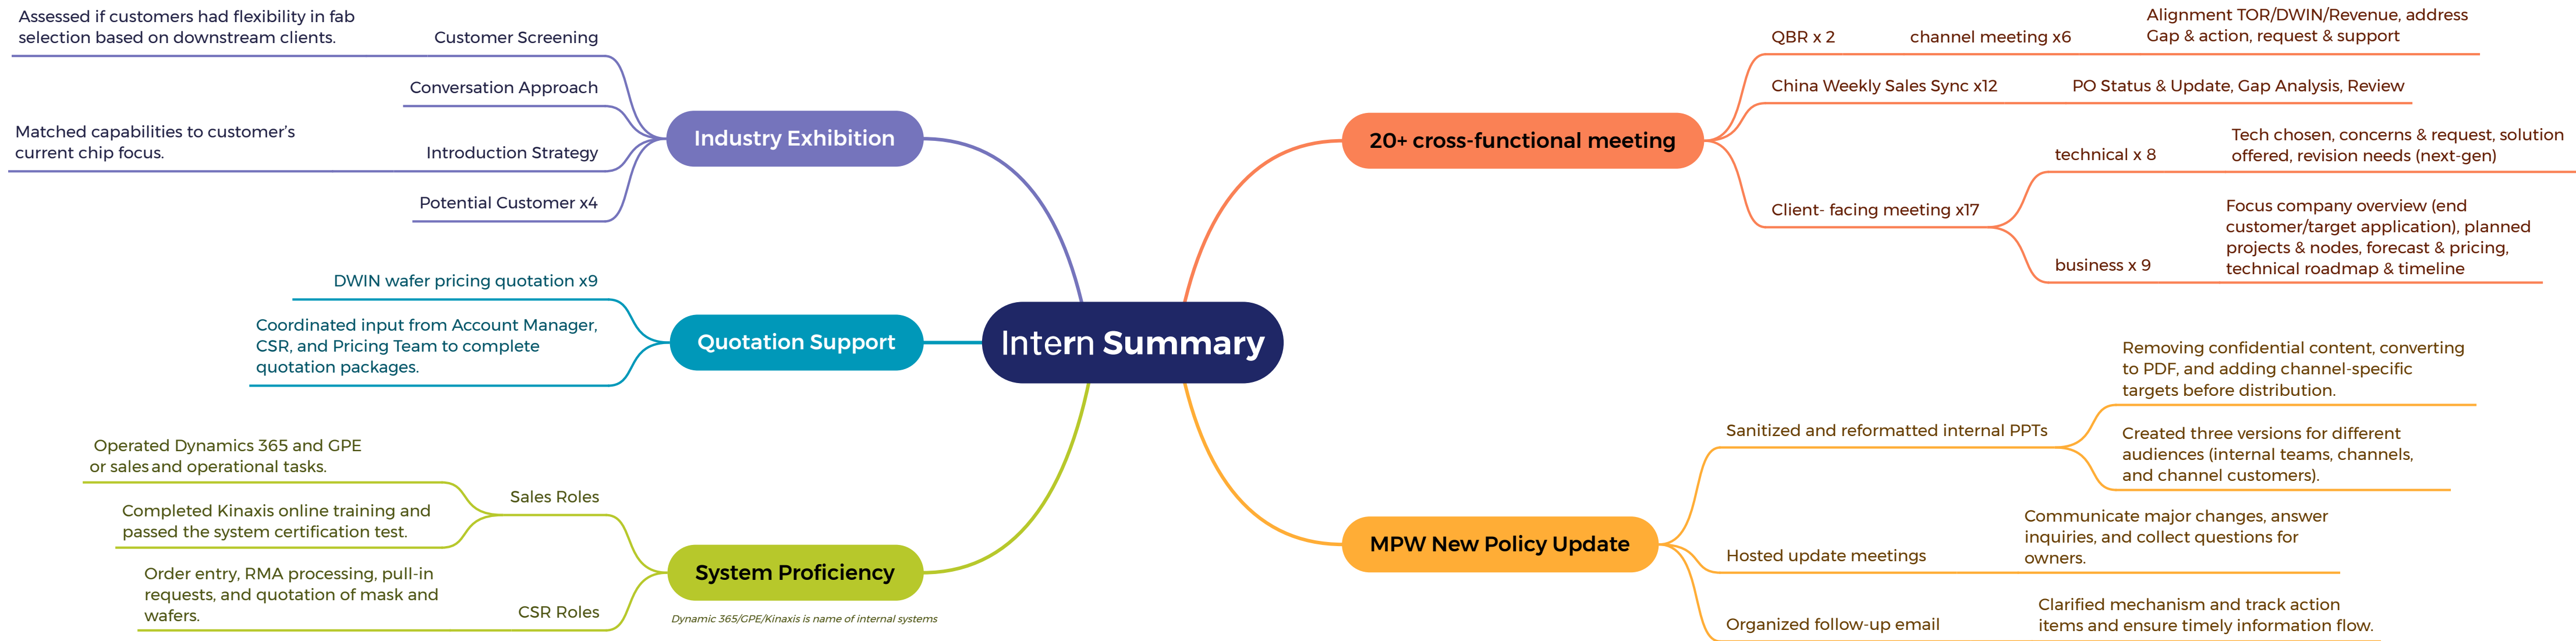 Intern Summary
Industry Exhibition
Assessed if customers had flexibility in fab
selection based on downstream clients.
Customer Screening
Conversation Approach
Matched capabilities to customer's
current chip focus.
Introduction Strategy
Potential Customer x4
Quotation Support
DWIN wafer pricing quotation x9
Coordinated input from Account Manager,
CSR, and Pricing Team to complete
quotation packages.
System Proficiency
Operated Dynamics 365 and GPE
or sales and operational tasks.
Sales Roles
Completed Kinaxis online training and
passed the system certification test.
Order entry, RMA processing, pull-in
requests, and quotation of mask and
wafers.
CSR Roles
Dynamic 365/GPE/Kinaxis is name of internal systems
20+ cross-functional meeting
QBR x 2
channel meeting x6
Alignment TOR/DWIN/Revenue, address
Gap & action, request & support
China Weekly Sales Sync x12
PO Status & Update, Gap Analysis, Review
Client- facing meeting x17
technical x 8
Tech chosen, concerns & request, solution
offered, revision needs (next-gen)
business x 9
Focus company overview (end
customer/target application), planned
projects & nodes, forecast & pricing,
technical roadmap & timeline
MPW New Policy Update
Sanitized and reformatted internal PPTs
Removing confidential content, converting
to PDF, and adding channel-specific
targets before distribution.
Created three versions for different
audiences (internal teams, channels,
and channel customers).
Hosted update meetings
Communicate major changes, answer
inquiries, and collect questions for
owners.
Organized follow-up email
Clarified mechanism and track action
items and ensure timely information flow.